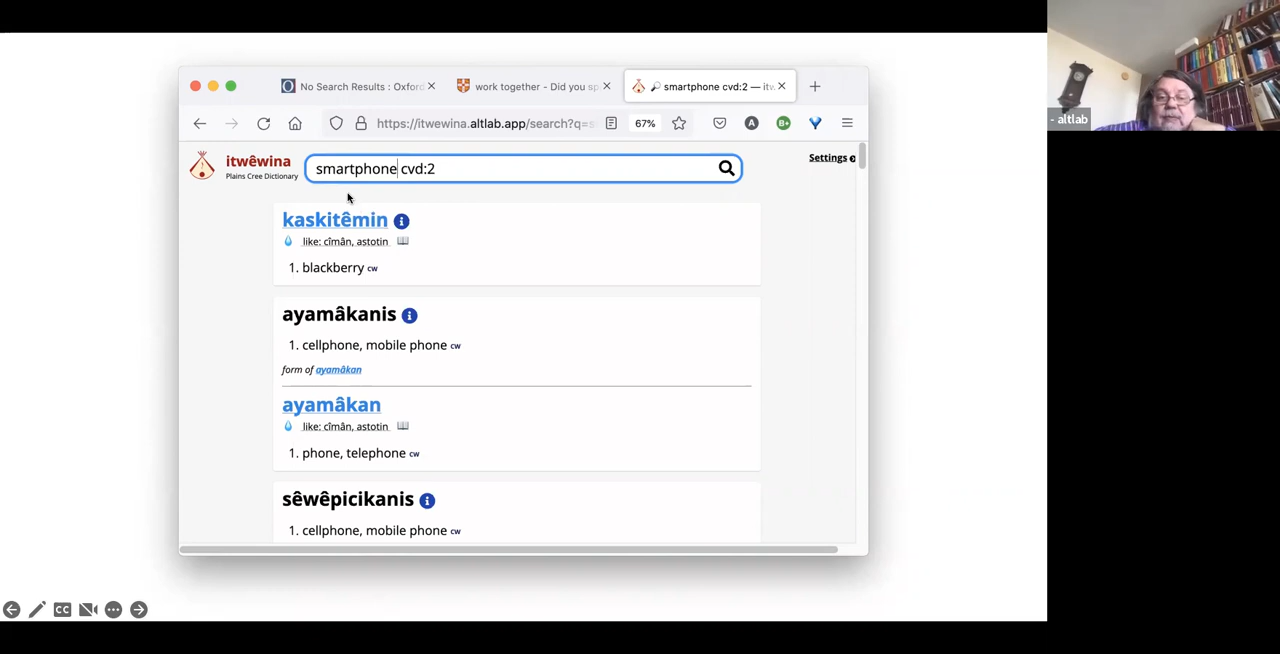 No Search Results : Oxford
work together - Did you sp
smartphone cvd:2 — itw
https://itwewina.altlab.app/search?q=s
67%
itwêwina
Plains Cree Dictionary
smartphone cvd:2
Settings
kaskitêmin
like: cîmân, astotin
1. blackberry cw
ayamâkanis
1. cellphone, mobile phone cw
form of ayamâkan
ayamâkan
like: cîmân, astotin
1. phone, telephone cw
sêwêpicikanis
1. cellphone, mobile phone cw
- altlab
A
B+
CC